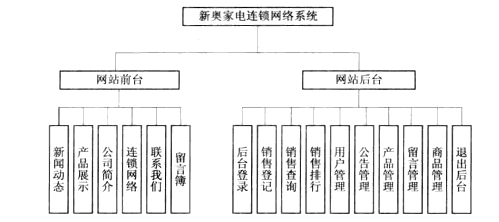 新奥家电连锁网络系统
网站前台
网站后台
新闻动态
产品展示
公司简介
连锁网络
联系我们
留言簿
后台登录
销售登记
销售查询
销售排行
用户管理
公告管理
产品管理
留言管理
商品管理
退出后台